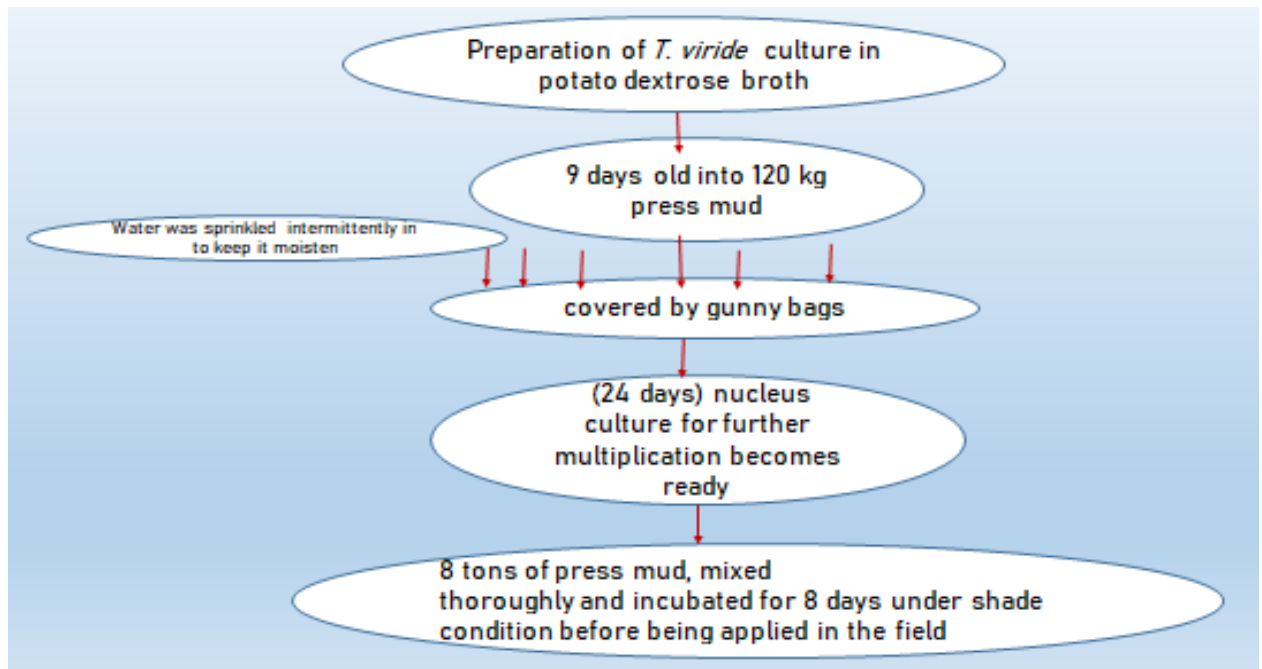 Preparation of T. viride culture in
potato dextrose broth
9 days old into 120 kg
press mud
Water was sprinkled intermittently in
to keep it moisten
covered by gunny bags
(24 days) nucleus
culture for further
multiplication becomes
ready
8 tons of press mud, mixed
thoroughly and incubated for 8 days under shade
condition before being applied in the field